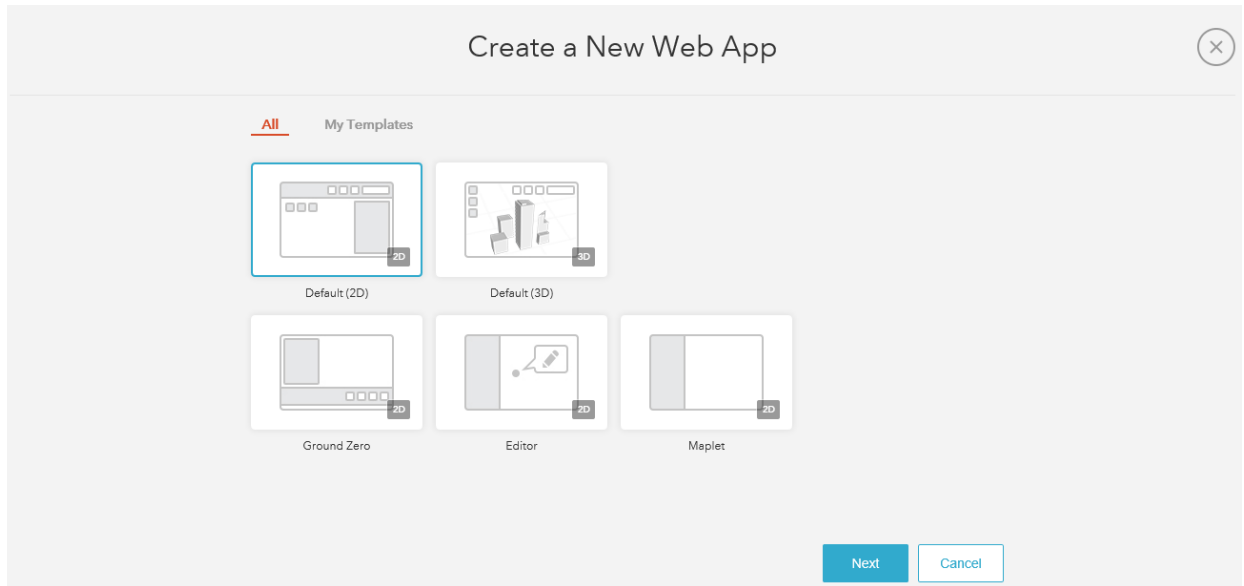 Create a New Web App
All My Templates
2D 3D
Default (2D) Default (3D)
2D 2D 2D
Ground Zero Editor Maplet
Next Cancel